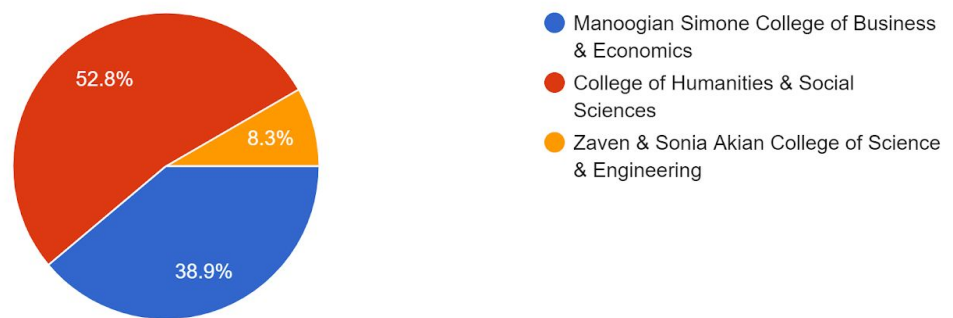 52.8%
8.3%
38.9%
Manoogian Simone College of Business
& Economics
College of Humanities & Social
Sciences
Zaven & Sonia Akian College of Science
& Engineering